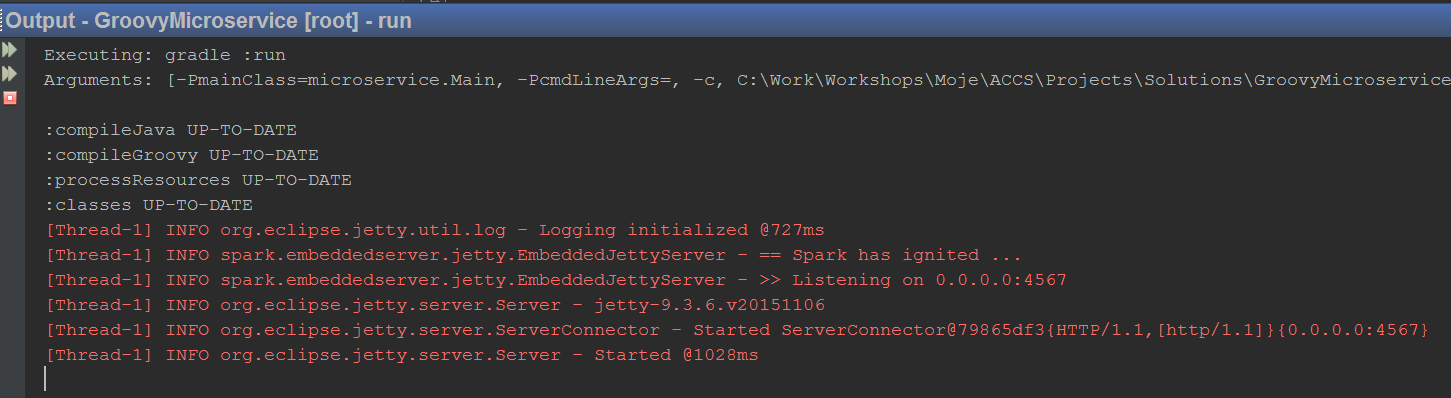 Output - GroovyMicroservice [root] - run
Executing: gradle :run
Arguments: [-PmainClass=microservice.Main, -PcmdLineArgs=, -c, C:\Work\Workshops\Moje\ACCS\Projects\Solutions\GroovyMicroservice
:compileJava UP-TO-DATE
:compileGroovy UP-TO-DATE
:processResources UP-TO-DATE
:classes UP-TO-DATE
[Thread-1] INFO org.eclipse.jetty.util.log - Logging initialized @727ms
[Thread-1] INFO spark.embeddedserver.jetty.EmbeddedJettyServer - == Spark has ignited ...
[Thread-1] INFO spark.embeddedserver.jetty.EmbeddedJettyServer - >> Listening on 0.0.0.0:4567
[Thread-1] INFO org.eclipse.jetty.server.Server - jetty-9.3.6.v20151106
[Thread-1] INFO org.eclipse.jetty.server.ServerConnector - Started ServerConnector@79865df3{HTTP/1.1,[http/1.1]}{0.0.0.0:4567}
[Thread-1] INFO org.eclipse.jetty.server.Server - Started @1028ms